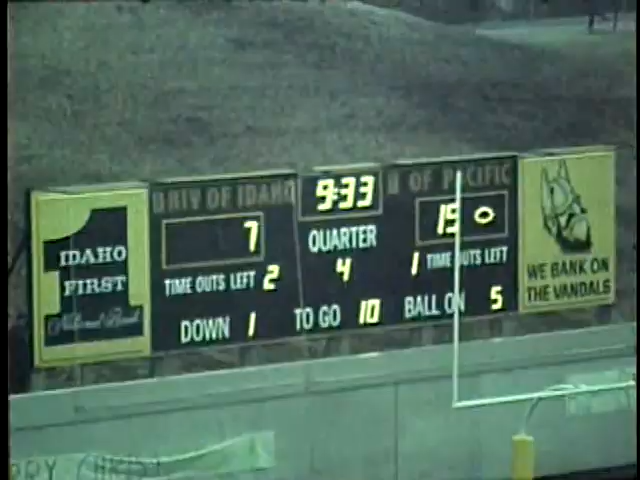 UNIV OF IDAHO
9:33
U OF PACIFIC
7
QUARTER
15
IDAHO
FIRST
National Bank
TIME OUTS LEFT 2
4
1 TIME OUTS LEFT
WE BANK ON
THE VANDALS
DOWN 1
TO GO 10
BALL ON 5